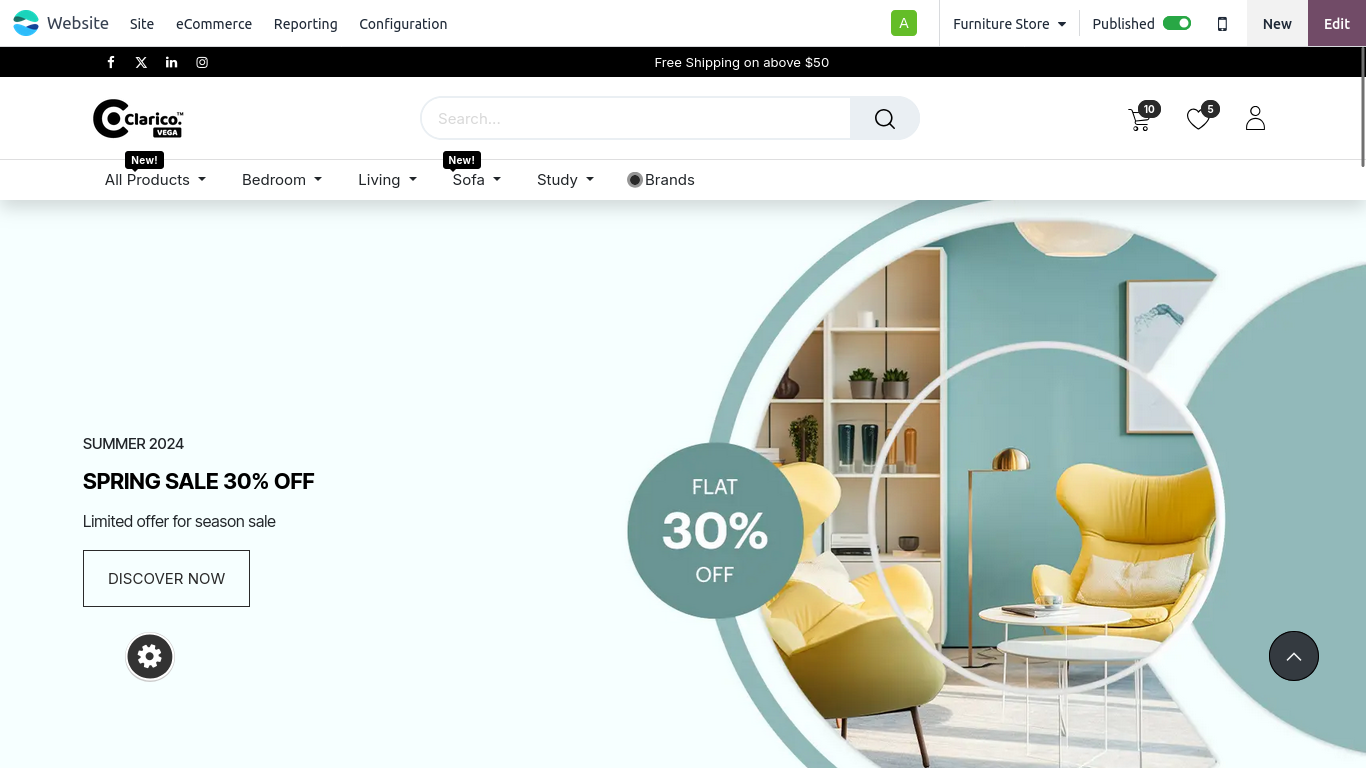 Website Site eCommerce Reporting Configuration A Furniture Store Published New Edit
Free Shipping on above $50
Clarico.™
VEGA
Search...
10
5
New! New!
All Products Bedroom Living Sofa Study Brands
SUMMER 2024
SPRING SALE 30% OFF
Limited offer for season sale
DISCOVER NOW
FLAT
30%
OFF